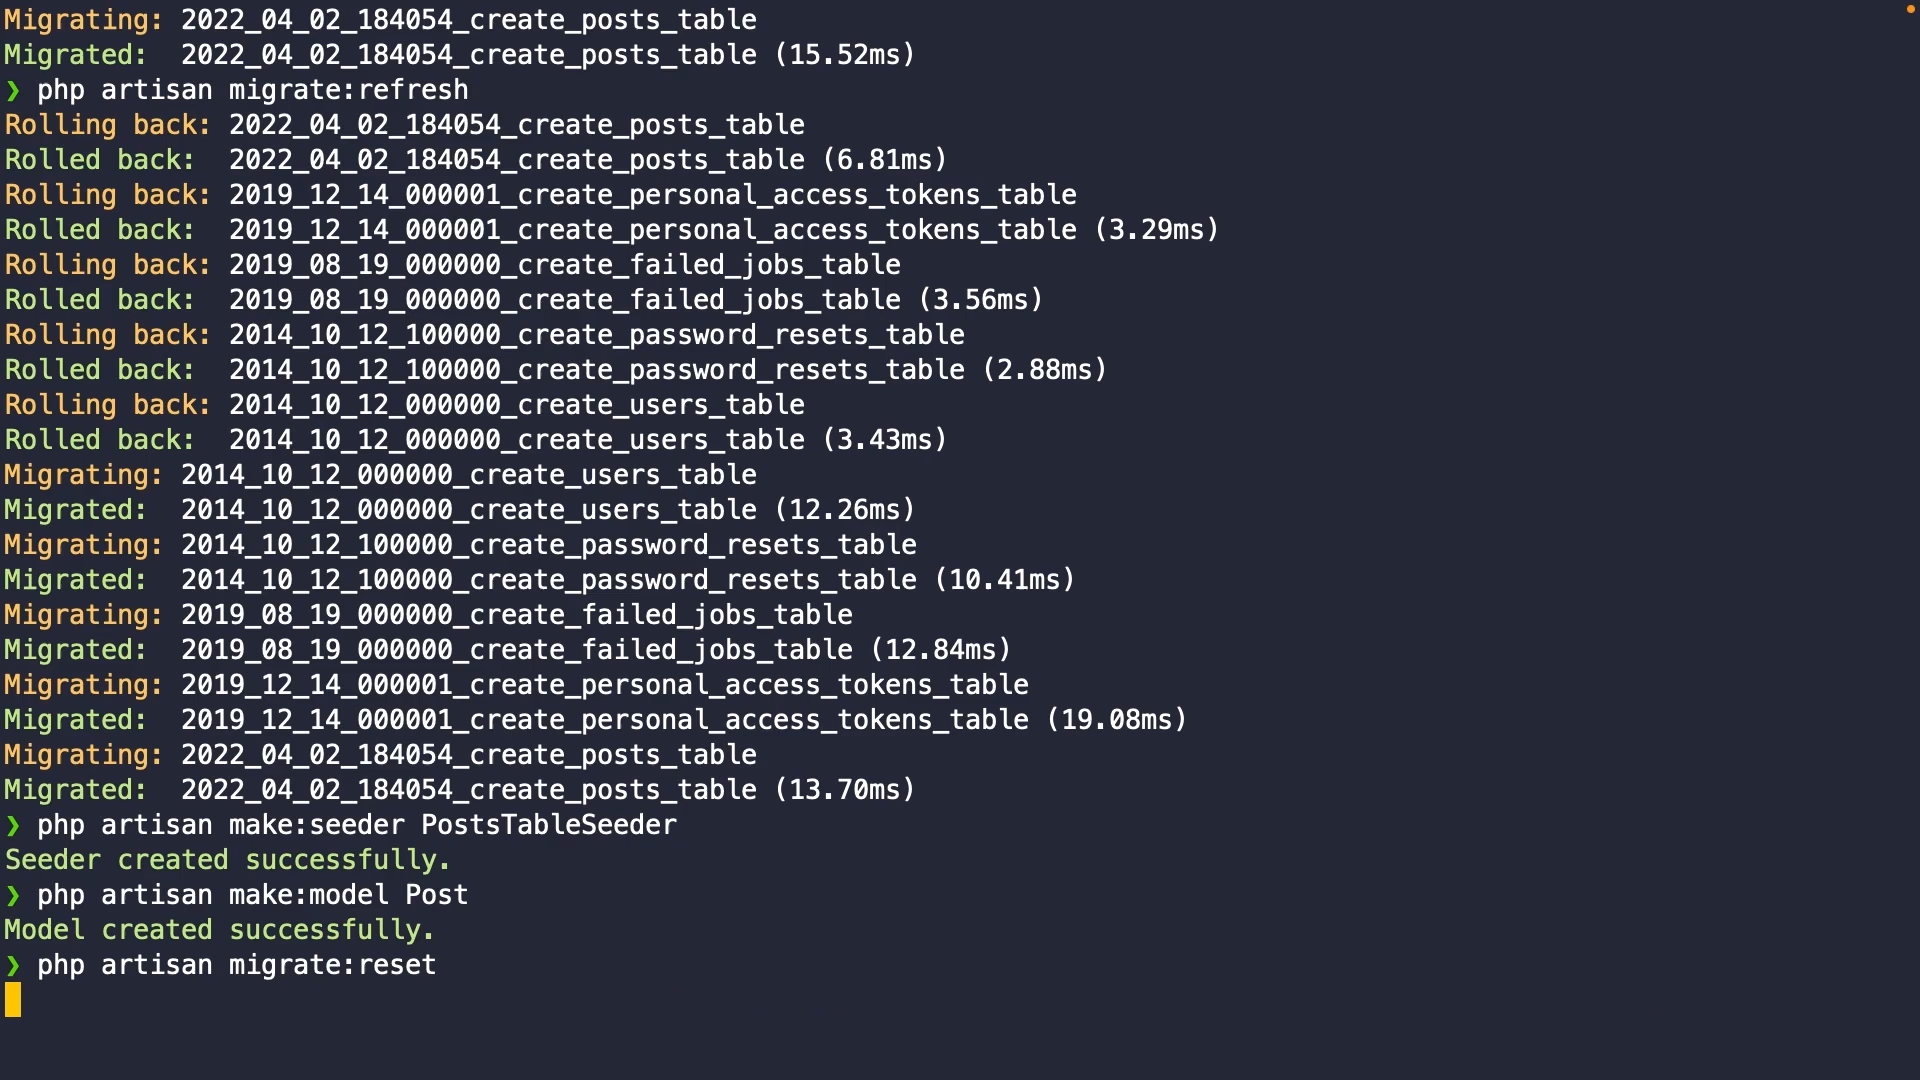 Migrating: 2022_04_02_184054_create_posts_table
Migrated:  2022_04_02_184054_create_posts_table (15.52ms)
❯ php artisan migrate:refresh
Rolling back: 2022_04_02_184054_create_posts_table
Rolled back:  2022_04_02_184054_create_posts_table (6.81ms)
Rolling back: 2019_12_14_000001_create_personal_access_tokens_table
Rolled back:  2019_12_14_000001_create_personal_access_tokens_table (3.29ms)
Rolling back: 2019_08_19_000000_create_failed_jobs_table
Rolled back:  2019_08_19_000000_create_failed_jobs_table (3.56ms)
Rolling back: 2014_10_12_100000_create_password_resets_table
Rolled back:  2014_10_12_100000_create_password_resets_table (2.88ms)
Rolling back: 2014_10_12_000000_create_users_table
Rolled back:  2014_10_12_000000_create_users_table (3.43ms)
Migrating: 2014_10_12_000000_create_users_table
Migrated:  2014_10_12_000000_create_users_table (12.26ms)
Migrating: 2014_10_12_100000_create_password_resets_table
Migrated:  2014_10_12_100000_create_password_resets_table (10.41ms)
Migrating: 2019_08_19_000000_create_failed_jobs_table
Migrated:  2019_08_19_000000_create_failed_jobs_table (12.84ms)
Migrating: 2019_12_14_000001_create_personal_access_tokens_table
Migrated:  2019_12_14_000001_create_personal_access_tokens_table (19.08ms)
Migrating: 2022_04_02_184054_create_posts_table
Migrated:  2022_04_02_184054_create_posts_table (13.70ms)
❯ php artisan make:seeder PostsTableSeeder
Seeder created successfully.
❯ php artisan make:model Post
Model created successfully.
❯ php artisan migrate:reset